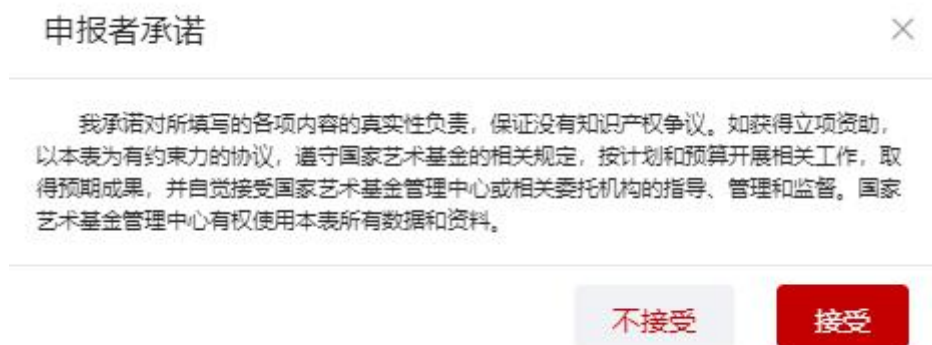 申报者承诺
我承诺对所填写的各项内容的真实性负责，保证没有知识产权争议。如获得立项资助，
以本表为有约束力的协议，遵守国家艺术基金的相关规定，按计划和预算开展相关工作，取
得预期成果，并自觉接受国家艺术基金管理中心或相关委托机构的指导、管理和监督。国家
艺术基金管理中心有权使用本表所有数据和资料。
不接受 接受